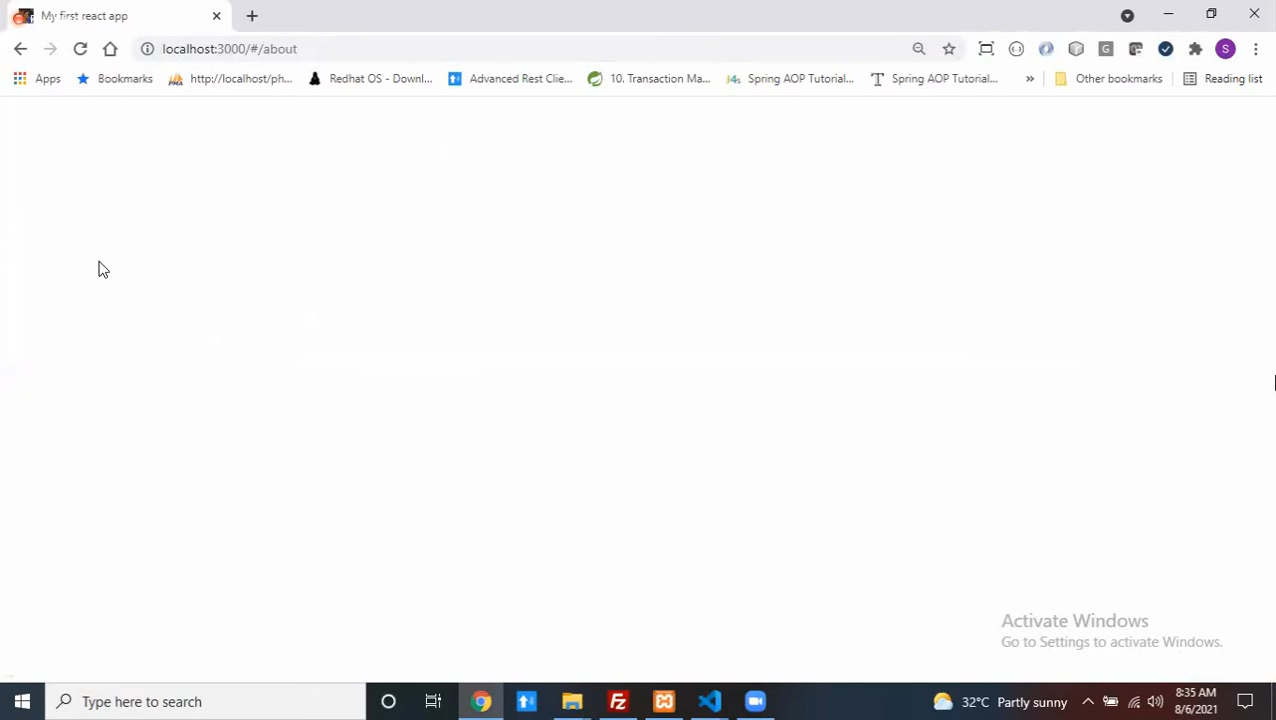 My first react app
localhost:3000/#/about
Apps Bookmarks http://localhost/ph... Redhat OS - Downl... Advanced Rest Clie... 10. Transaction Ma... Spring AOP Tutorial... Spring AOP Tutorial... » Other bookmarks Reading list
Activate Windows
Go to Settings to activate Windows.
Type here to search
32°C Partly sunny
8:35 AM
8/6/2021